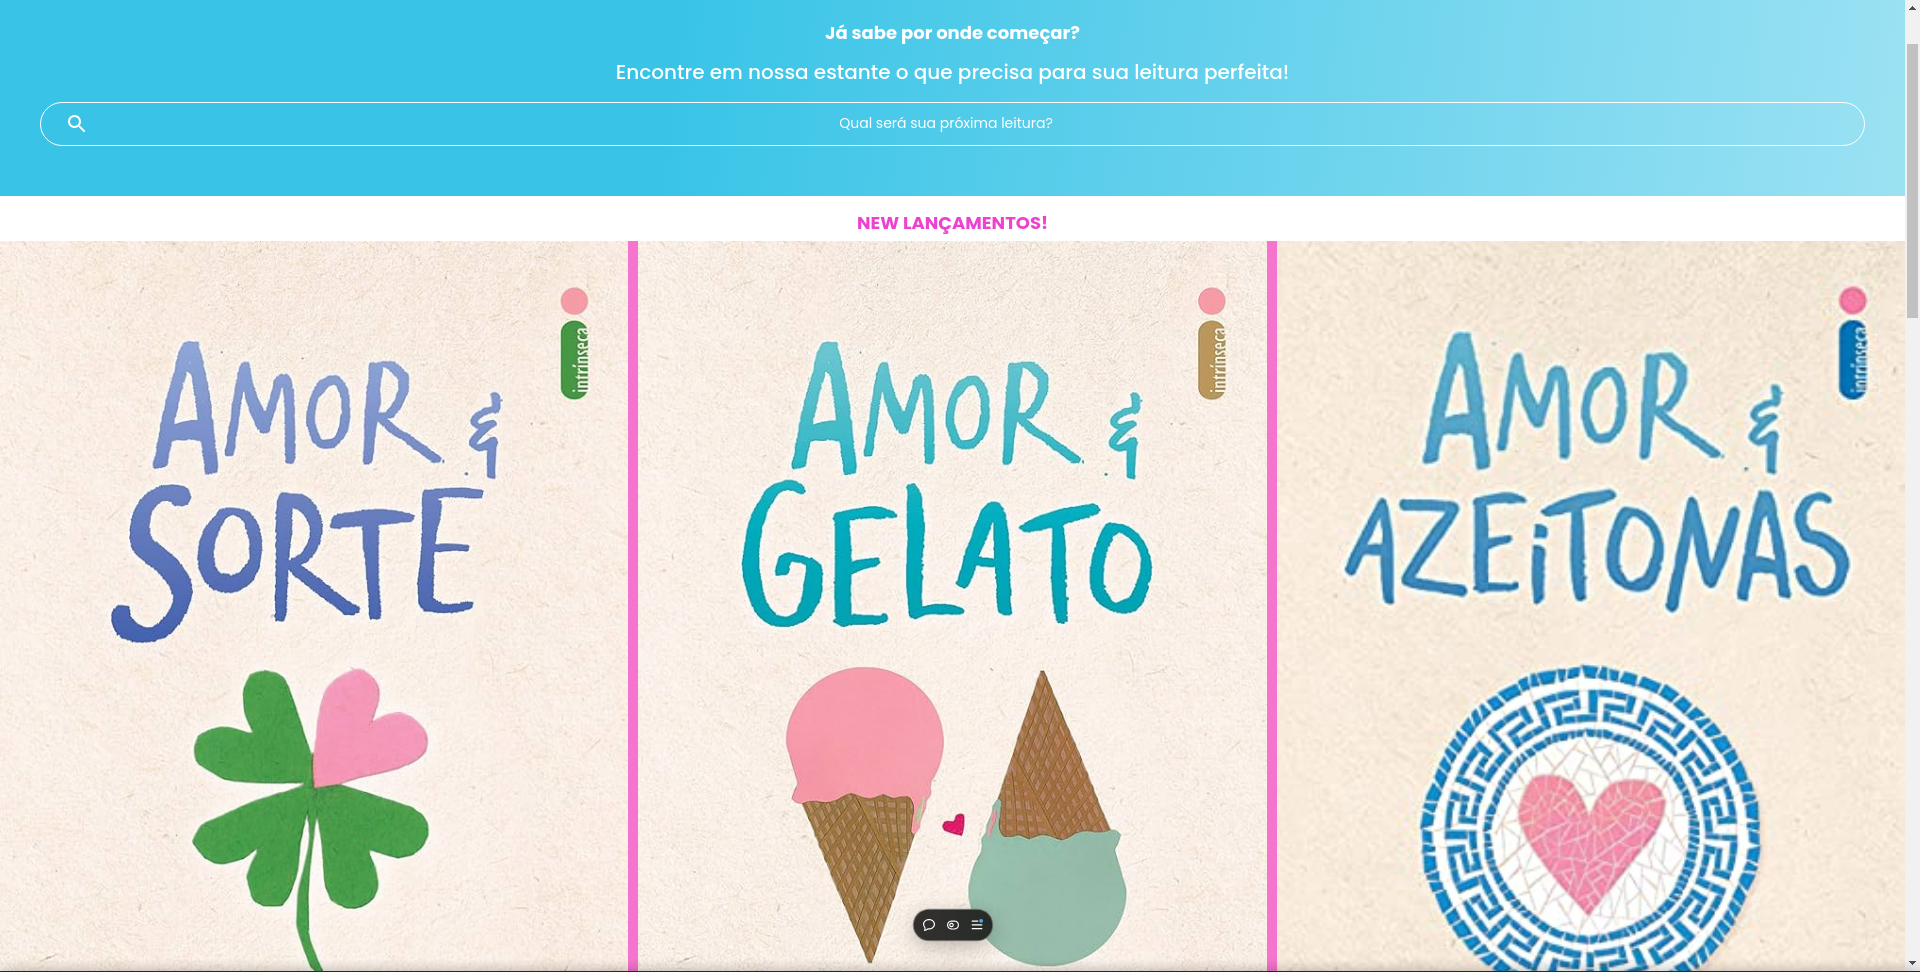 Já sabe por onde começar?
Encontre em nossa estante o que precisa para sua leitura perfeita!
Qual será sua próxima leitura?
NEW LANÇAMENTOS!
intrínseca
AMOR &
SORTE
intrínseca
AMOR &
GELATO
intrínseca
AMOR &
AZEITONAS